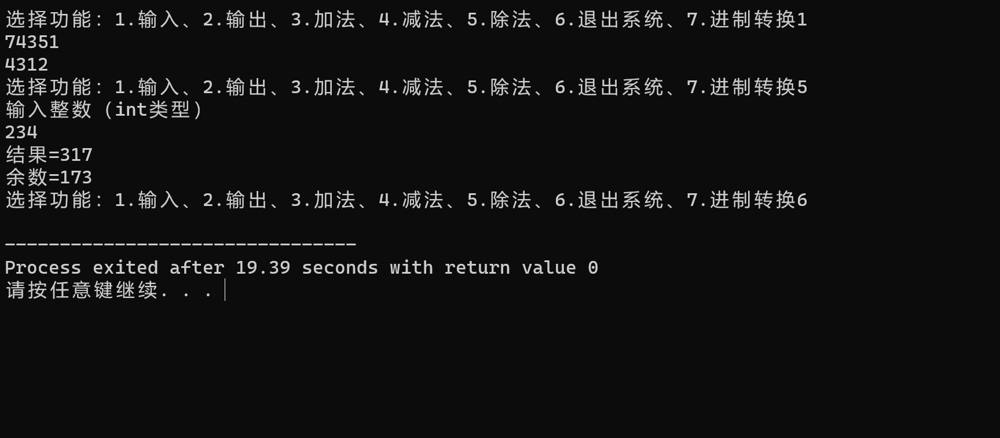 选择功能：1.输入、2.输出、3.加法、4.减法、5.除法、6.退出系统、7.进制转换1
74351
4312
选择功能：1.输入、2.输出、3.加法、4.减法、5.除法、6.退出系统、7.进制转换5
输入整数（int类型）
234
结果=317
余数=173
选择功能：1.输入、2.输出、3.加法、4.减法、5.除法、6.退出系统、7.进制转换6
--------------------------------
Process exited after 19.39 seconds with return value 0
请按任意键继续. . .